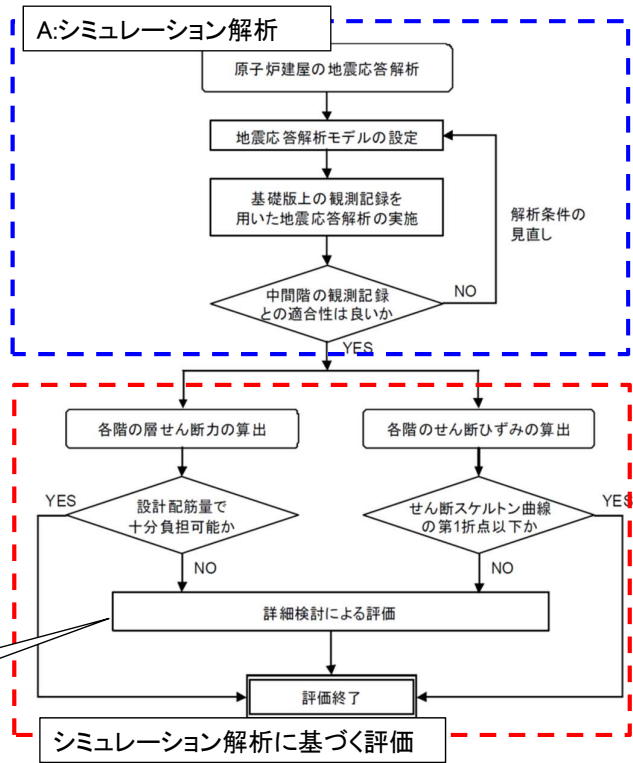 A:シミュレーション解析
原子炉建屋の地震応答解析
地震応答解析モデルの設定
基礎版上の観測記録を
用いた地震応答解析の実施
解析条件の
見直し
中間階の観測記録
との適合性は良いか
NO
YES
各階の層せん断力の算出
各階のせん断ひずみの算出
YES
設計配筋量で
十分負担可能か
せん断スケルトン曲線
の第1折点以下か
YES
NO
NO
詳細検討による評価
評価終了
シミュレーション解析に基づく評価